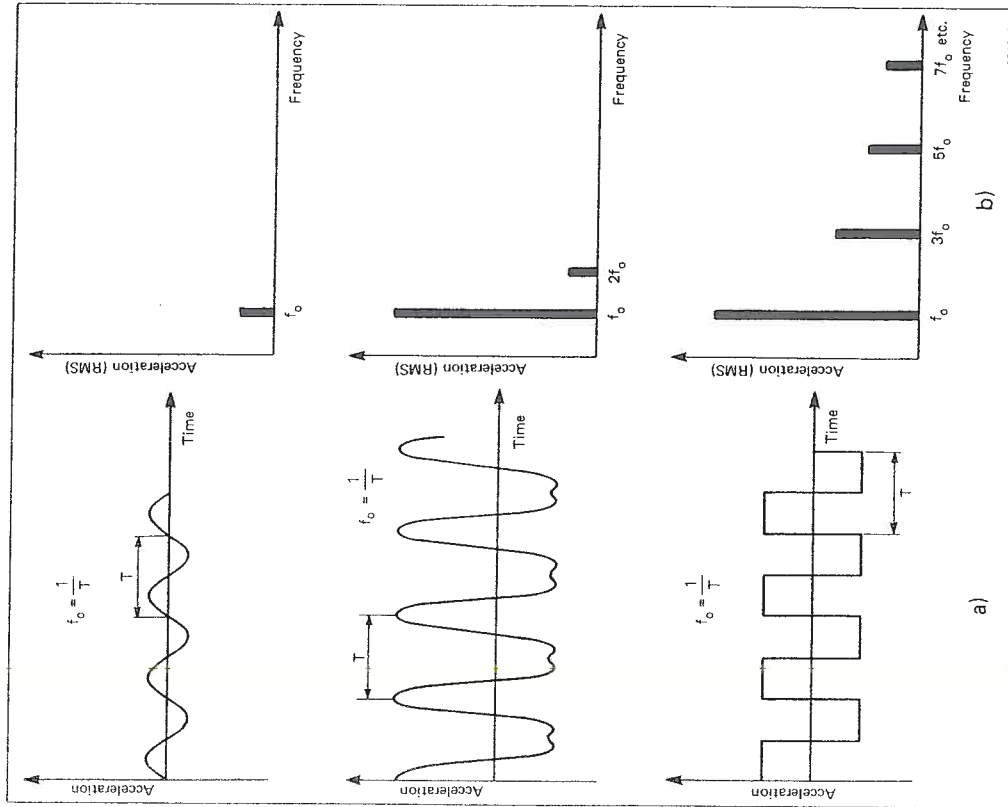 Acceleration
f₀ = 1/T
T
Time
Acceleration (RMS)
f₀
Frequency
Acceleration
f₀ = 1/T
T
Time
Acceleration (RMS)
f₀
2f₀
Frequency
Acceleration
f₀ = 1/T
T
Time
Acceleration (RMS)
f₀
3f₀
5f₀
7f₀ etc.
Frequency
a)
b)